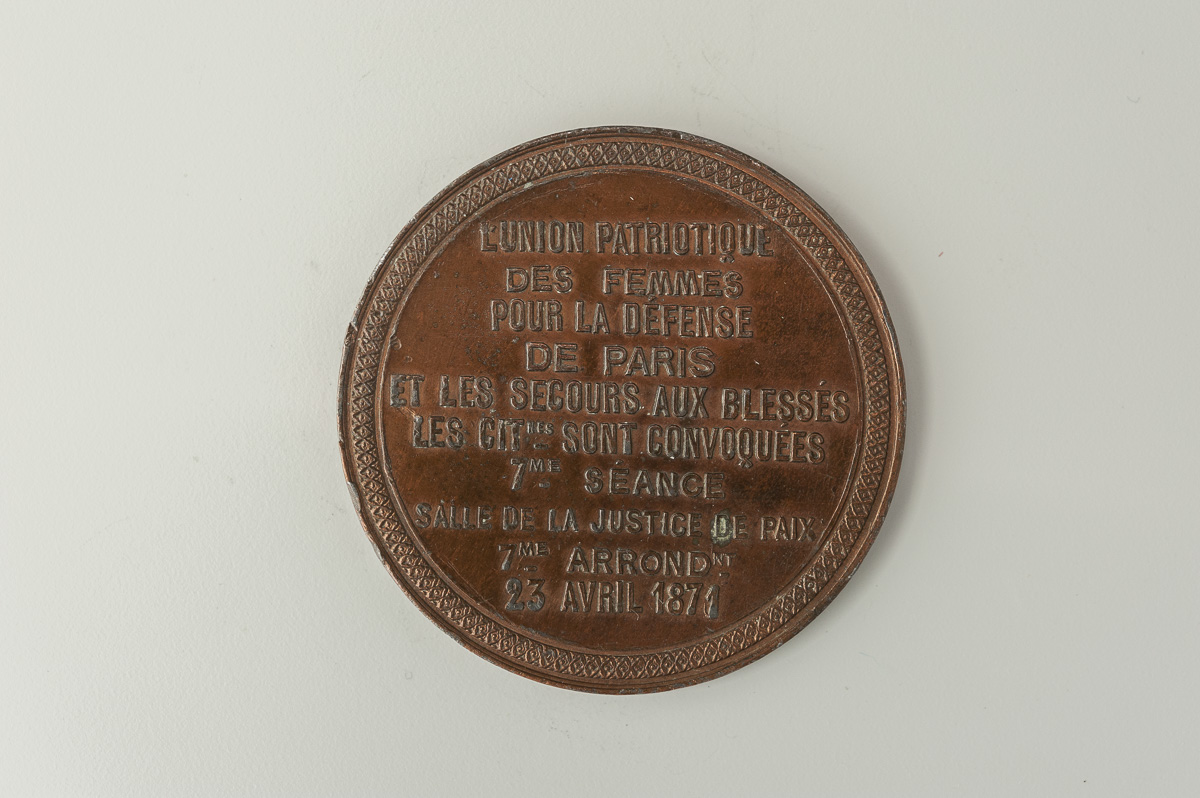 L'UNION PATRIOTIQUE
DES FEMMES
POUR LA DÉFENSE
DE PARIS
ET LES SECOURS AUX BLESSÉS
LES CITNES SONT CONVOQUÉES
7ME SÉANCE
SALLE DE LA JUSTICE DE PAIX
7ME ARRONDNT
23 AVRIL 1871